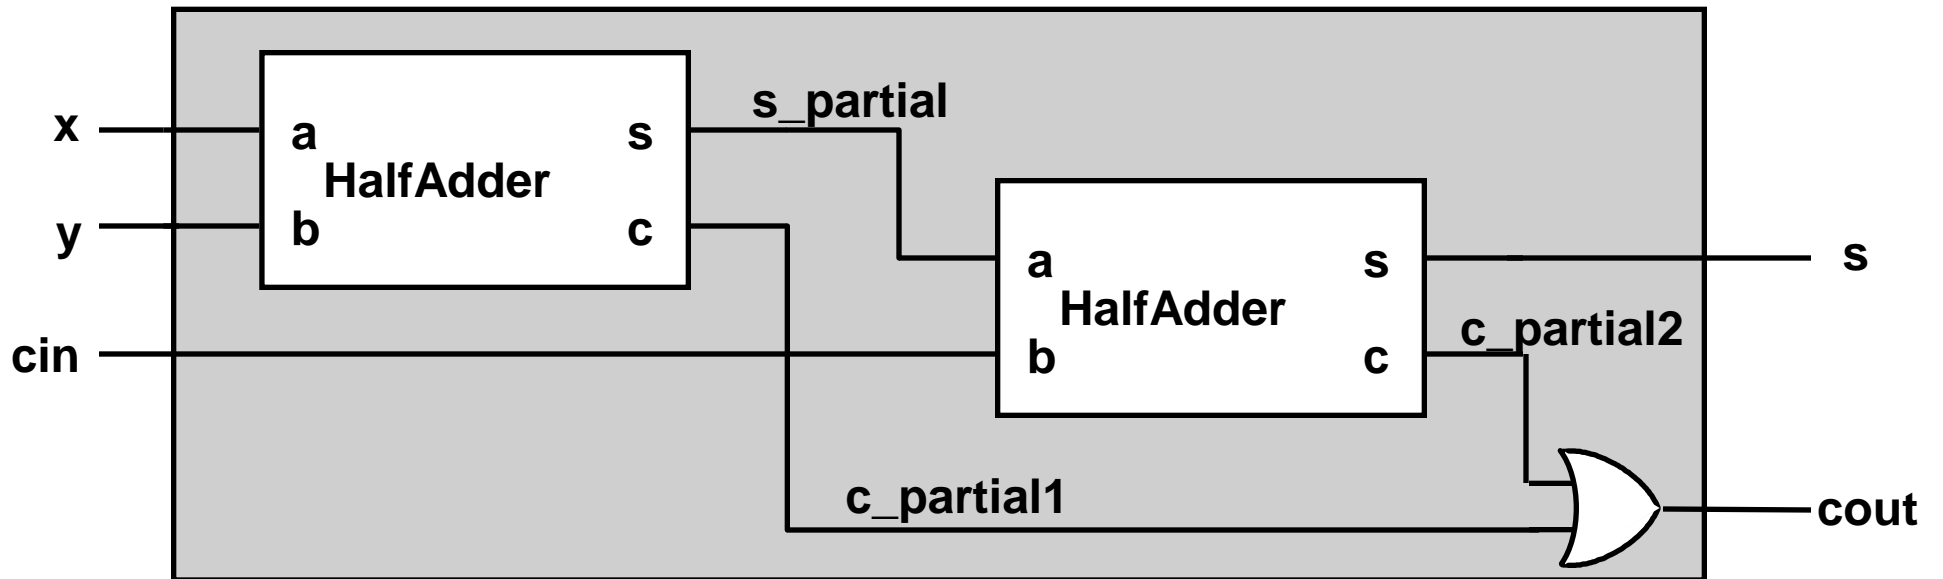 x
y
cin
a
b
HalfAdder
s
c
s_partial
c_partial1
a
b
HalfAdder
s
c
c_partial2
s
cout